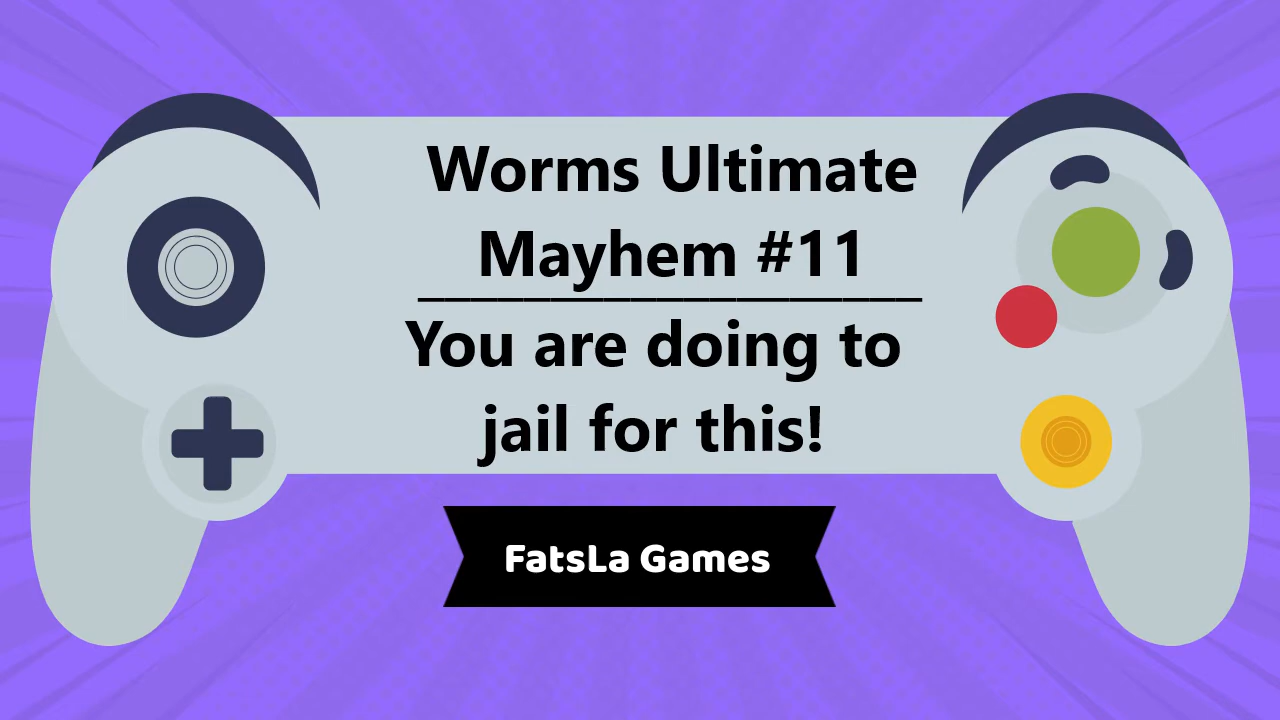 Worms Ultimate
Mayhem #11
You are doing to
jail for this!
FatsLa Games